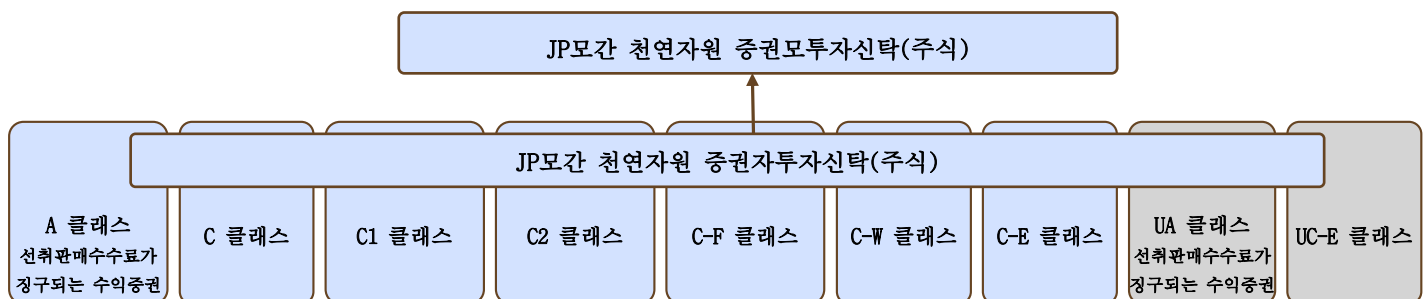 JP모간 천연자원 증권모투자신탁(주식)
JP모간 천연자원 증권자투자신탁(주식)
A 클래스
선취판매수수료가
징구되는 수익증권
C 클래스
C1 클래스
C2 클래스
C-F 클래스
C-W 클래스
C-E 클래스
UA 클래스
선취판매수수료가
징구되는 수익증권
UC-E 클래스